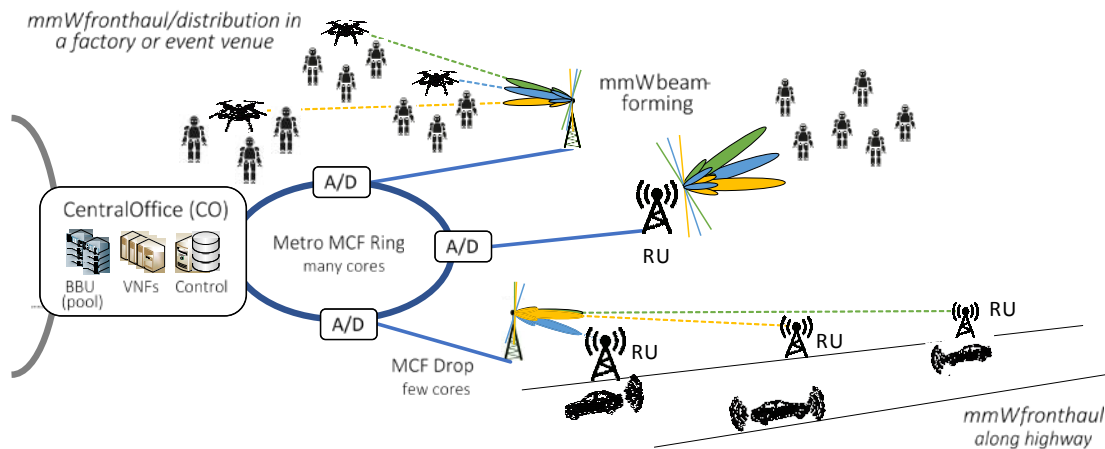 mmWfronthaul/distribution in
a factory or event venue
mmWbeam-
forming
A/D
CentralOffice (CO)
BBU
(pool)
VNFs
Control
Metro MCF Ring
many cores
A/D
RU
A/D
MCF Drop
few cores
RU
RU
RU
mmWfronthaul
along highway